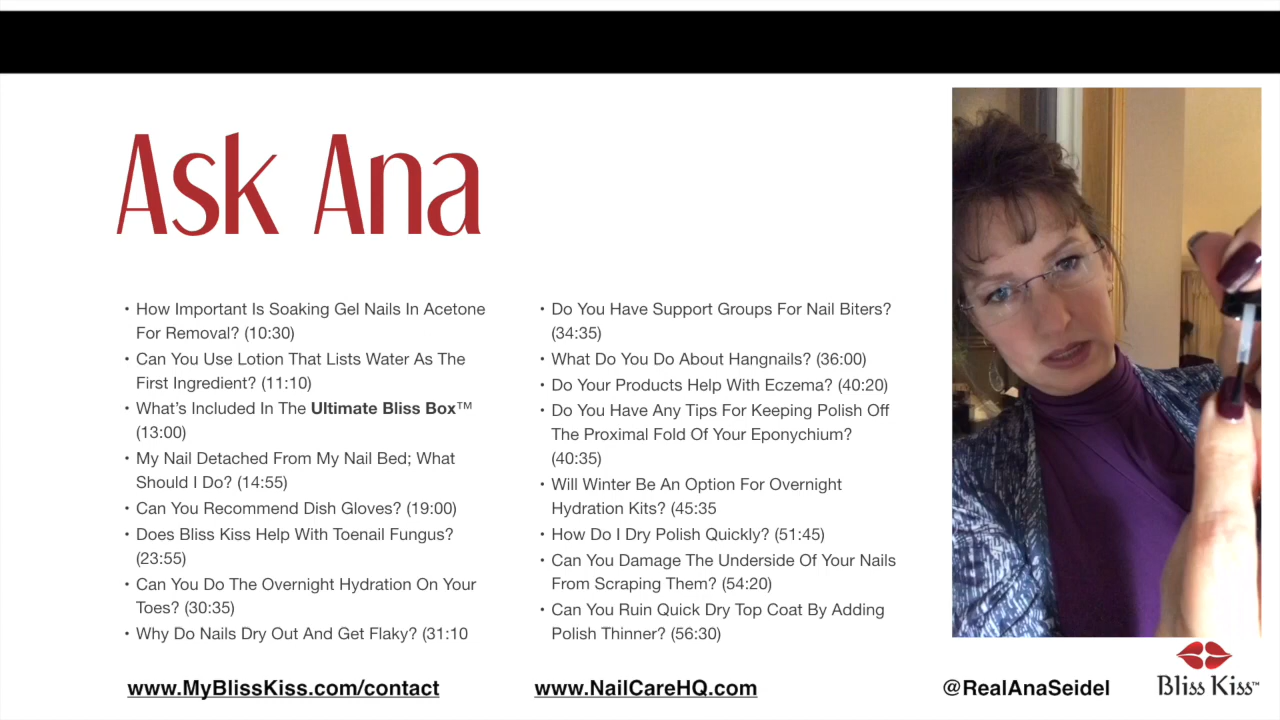 Ask Ana
• How Important Is Soaking Gel Nails In Acetone
For Removal? (10:30)
• Can You Use Lotion That Lists Water As The
First Ingredient? (11:10)
• What's Included In The Ultimate Bliss Box™
(13:00)
• My Nail Detached From My Nail Bed; What
Should I Do? (14:55)
• Can You Recommend Dish Gloves? (19:00)
• Does Bliss Kiss Help With Toenail Fungus?
(23:55)
• Can You Do The Overnight Hydration On Your
Toes? (30:35)
• Why Do Nails Dry Out And Get Flaky? (31:10
• Do You Have Support Groups For Nail Biters?
(34:35)
• What Do You Do About Hangnails? (36:00)
• Do Your Products Help With Eczema? (40:20)
• Do You Have Any Tips For Keeping Polish Off
The Proximal Fold Of Your Eponychium?
(40:35)
• Will Winter Be An Option For Overnight
Hydration Kits? (45:35
• How Do I Dry Polish Quickly? (51:45)
• Can You Damage The Underside Of Your Nails
From Scraping Them? (54:20)
• Can You Ruin Quick Dry Top Coat By Adding
Polish Thinner? (56:30)
www.MyBlissKiss.com/contact
www.NailCareHQ.com
@RealAnaSeidel
Bliss Kiss™